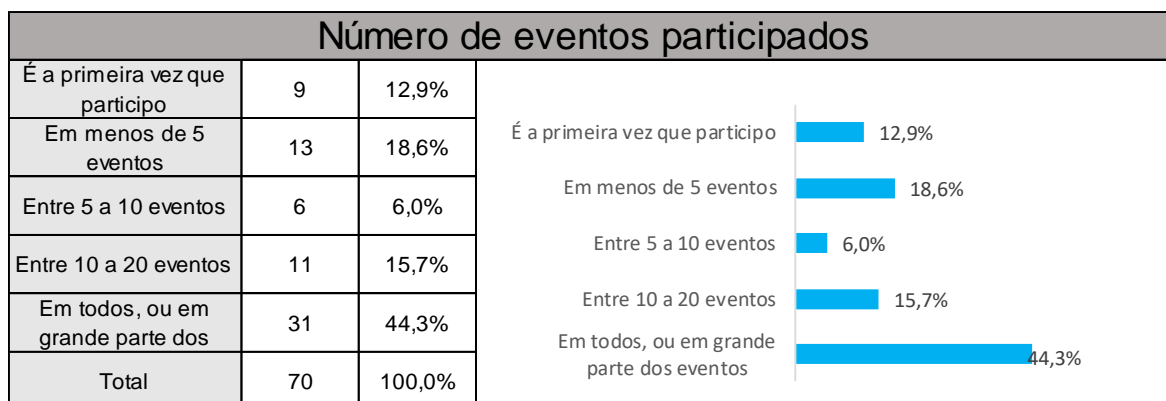 Número de eventos participados
É a primeira vez que
participo
9
12,9%
Em menos de 5
eventos
13
18,6%
Entre 5 a 10 eventos
6
6,0%
Entre 10 a 20 eventos
11
15,7%
Em todos, ou em
grande parte dos
31
44,3%
Total
70
100,0%
É a primeira vez que participo
12,9%
Em menos de 5 eventos
18,6%
Entre 5 a 10 eventos
6,0%
Entre 10 a 20 eventos
15,7%
Em todos, ou em grande
parte dos eventos
44,3%